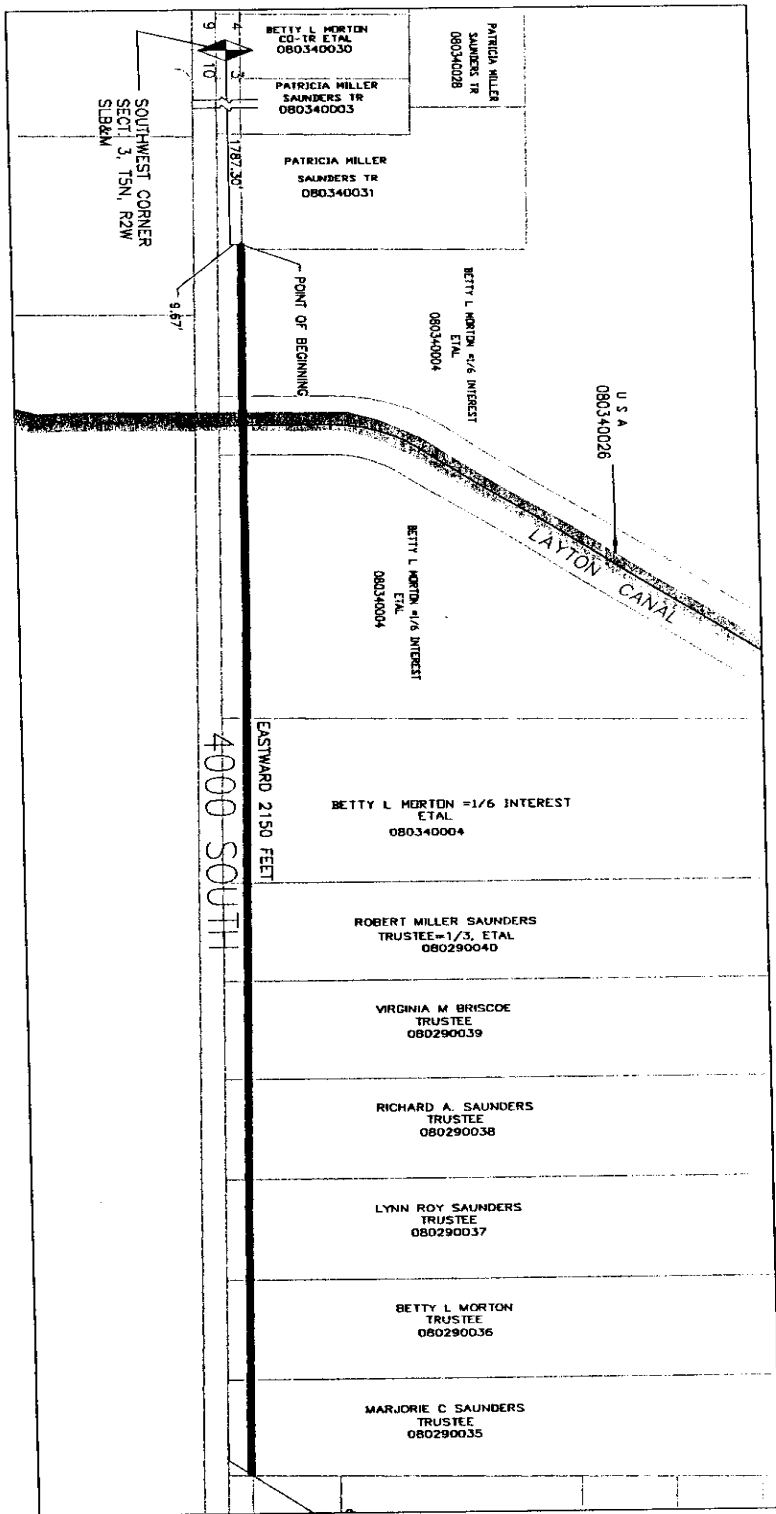 BETTY L MORTON
CO-TR ETAL
080340030
PATRICIA MILLER
SAUNDERS TR
080340028
4
3
9
10
PATRICIA MILLER
SAUNDERS TR
080340003
SOUTHWEST CORNER
SECT 3, T5N, R2W
SLB&M
1787.30'
PATRICIA MILLER
SAUNDERS TR
080340031
9.67'
POINT OF BEGINNING
BETTY L MORTON =1/6 INTEREST
ETAL
080340004
U S A
080340026
LAYTON CANAL
BETTY L MORTON =1/6 INTEREST
ETAL
080340004
EASTWARD 2150 FEET
4000 SOUTH
BETTY L MORTON =1/6 INTEREST
ETAL
080340004
ROBERT MILLER SAUNDERS
TRUSTEE=1/3, ETAL
080290040
VIRGINIA M BRISCOE
TRUSTEE
080290039
RICHARD A. SAUNDERS
TRUSTEE
080290038
LYNN ROY SAUNDERS
TRUSTEE
080290037
BETTY L MORTON
TRUSTEE
080290036
MARJORIE C SAUNDERS
TRUSTEE
080290035